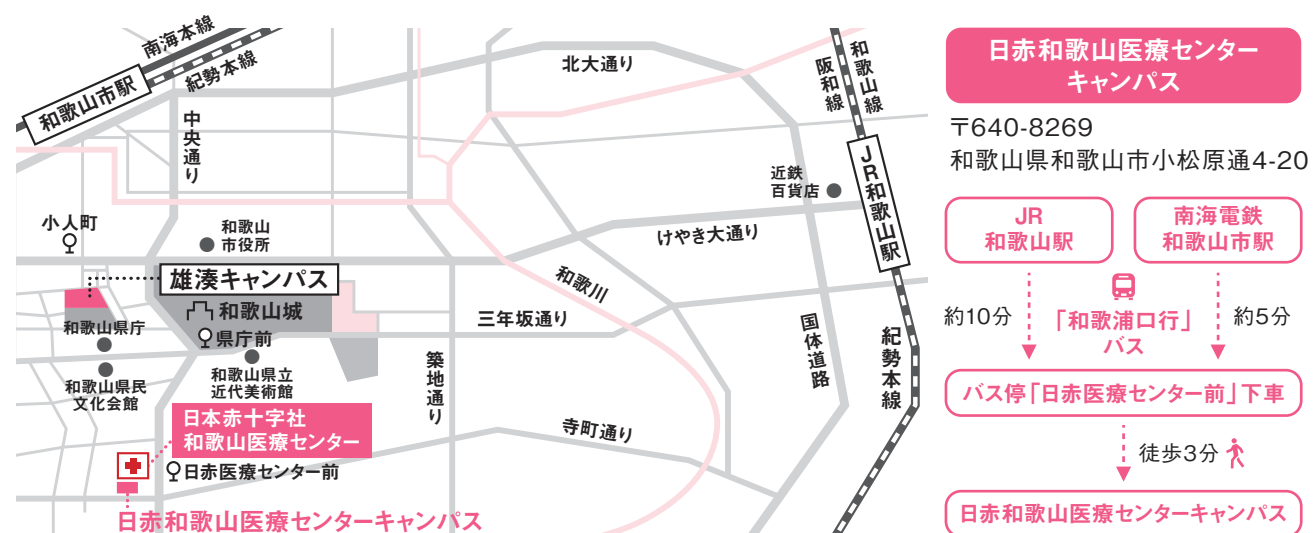 南海本線
紀勢本線
和歌山市駅
中央通り
北大通り
阪和線
和歌山線
JR和歌山駅
近鉄
百貨店
小人町
和歌山
市役所
けやき大通り
雄湊キャンパス
和歌山城
和歌川
和歌山県庁
県庁前
三年坂通り
国体道路
紀勢本線
和歌山県民
文化会館
和歌山県立
近代美術館
築地通り
日本赤十字社
和歌山医療センター
寺町通り
日赤医療センター前
日赤和歌山医療センターキャンパス
日赤和歌山医療センター
キャンパス
〒640-8269
和歌山県和歌山市小松原通4-20
JR
和歌山駅
南海電鉄
和歌山市駅
約10分
「和歌浦口行」
バス
約5分
バス停「日赤医療センター前」下車
徒歩3分
日赤和歌山医療センターキャンパス